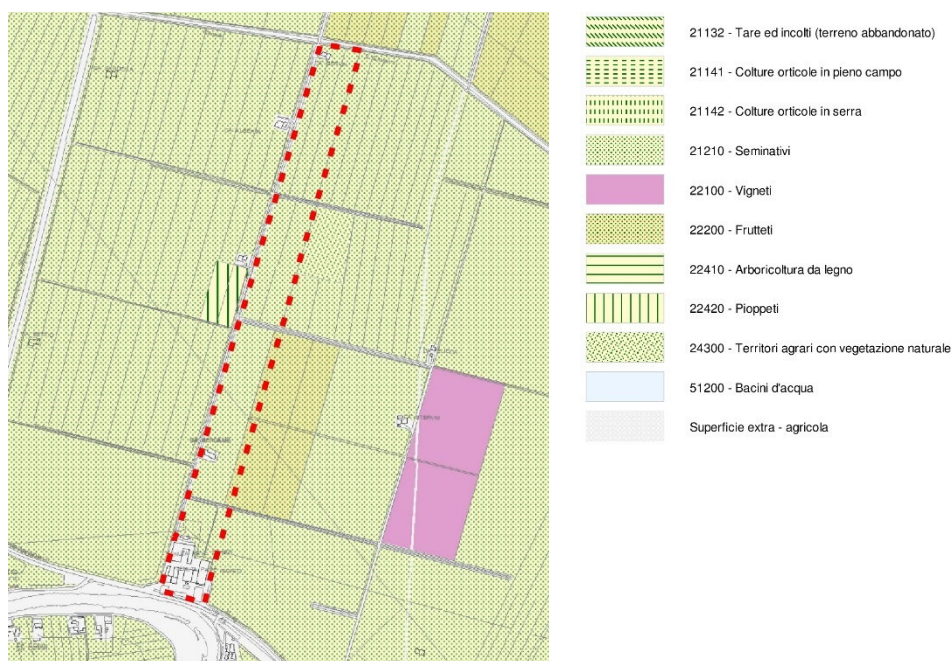 21132 - Tare ed incolti (terreno abbandonato)
21141 - Colture orticole in pieno campo
21142 - Colture orticole in serra
21210 - Seminativi
22100 - Vigneti
22200 - Frutteti
22410 - Arboricoltura da legno
22420 - Pioppeti
24300 - Territori agrari con vegetazione naturale
51200 - Bacini d'acqua
Superficie extra - agricola